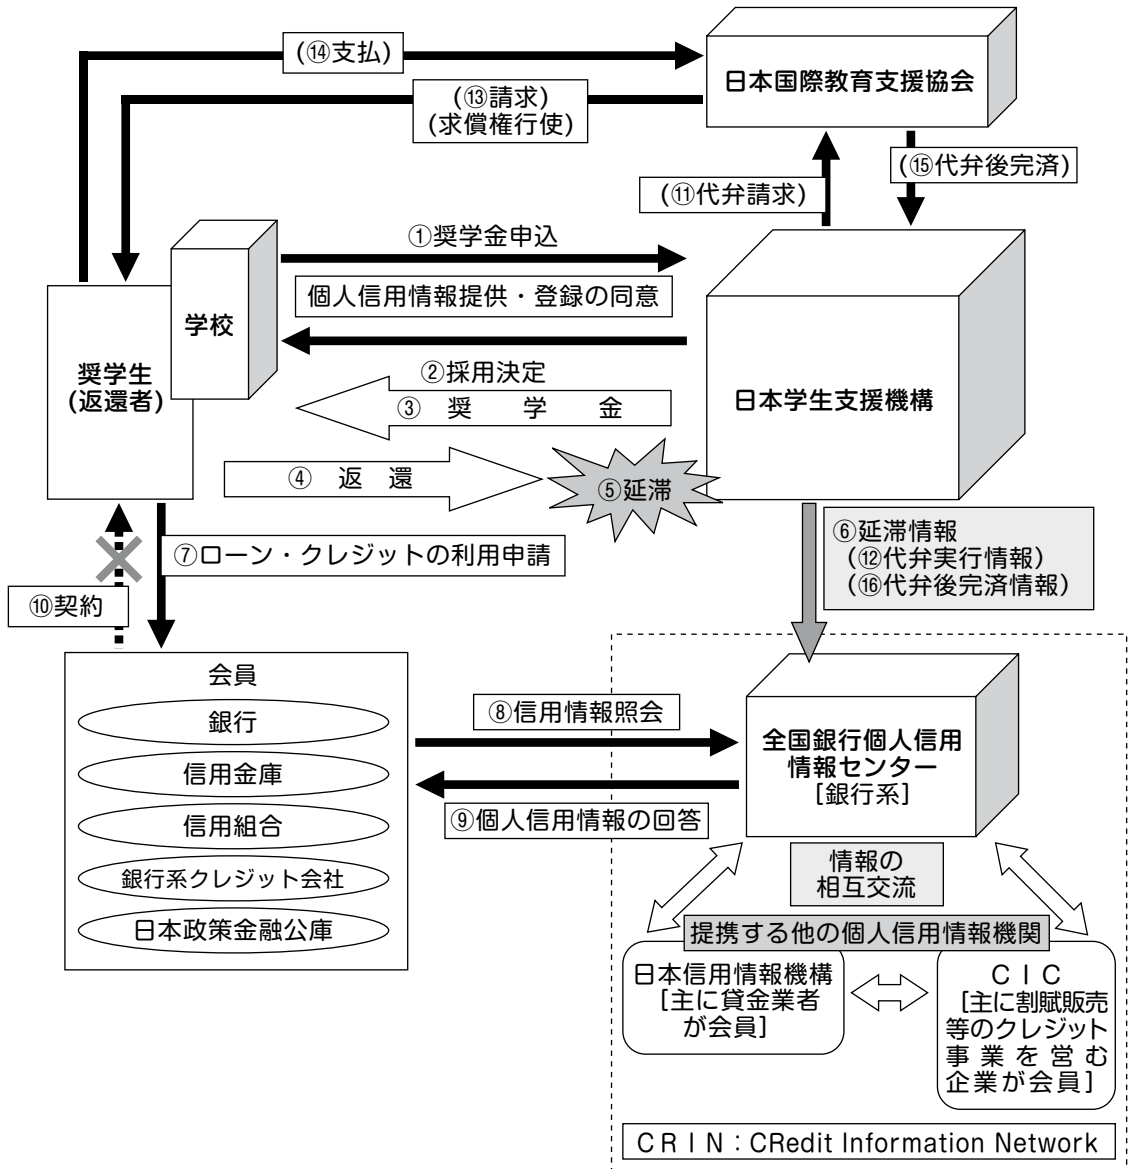 (⑭支払)
日本国際教育支援協会
(⑬請求)
(求償権行使)
(⑪代弁請求)
(⑮代弁後完済)
①奨学金申込
個人信用情報提供・登録の同意
学校
奨学生
(返還者)
②採用決定
③ 奨 学 金
日本学生支援機構
④ 返 還
⑤延滞
⑥延滞情報
(⑫代弁実行情報)
(⑯代弁後完済情報)
⑦ローン・クレジットの利用申請
⑩契約
会員
銀行
信用金庫
信用組合
銀行系クレジット会社
日本政策金融公庫
⑧信用情報照会
⑨個人信用情報の回答
全国銀行個人信用
情報センター
[銀行系]
情報の
相互交流
提携する他の個人信用情報機関
日本信用情報機構
[主に貸金業者
が会員]
CIC
[主に割賦販売
等のクレジット
事業を営む
企業が会員]
CRIN:CRedit Information Network